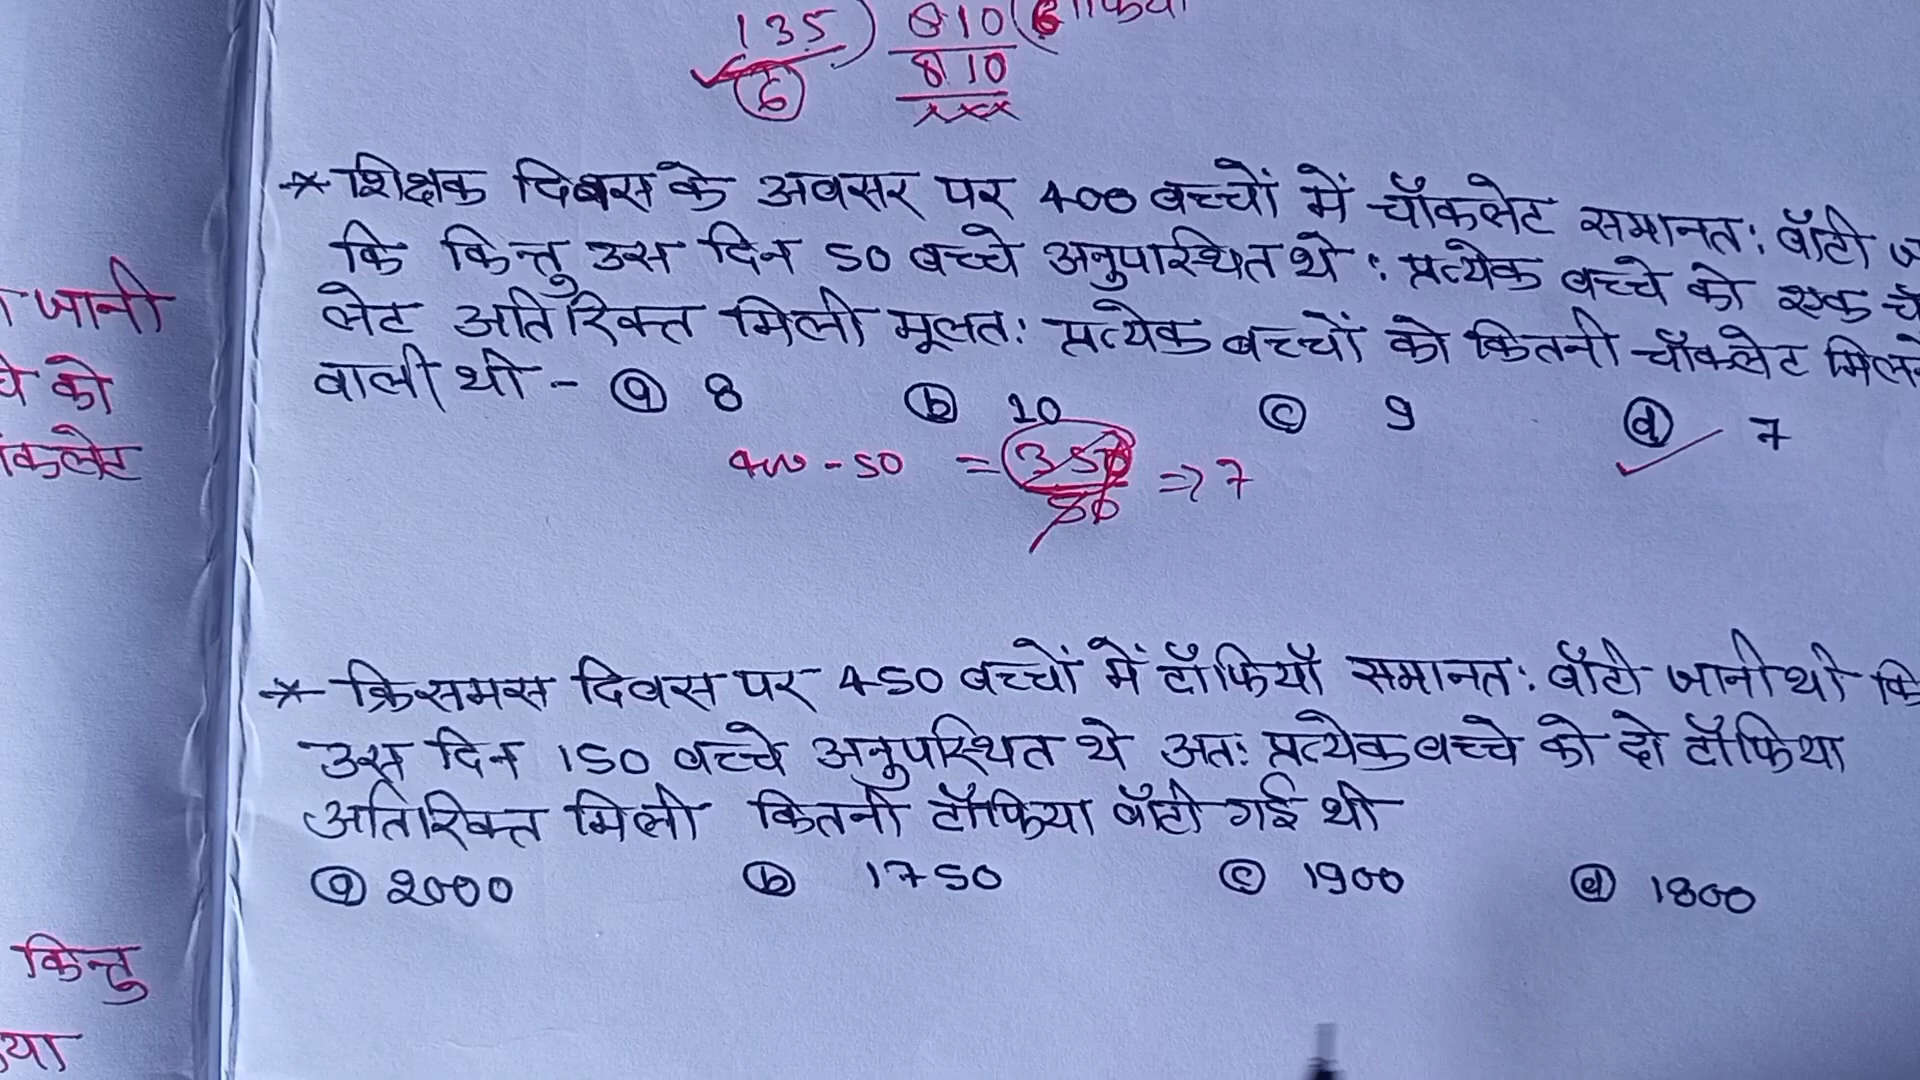 135) 810(6
6 810
xxx
* शिक्षक दिवस के अवसर पर 400 बच्चों में चॉकलेट समानत: बॉटी
कि किन्तु उस दिन 50 बच्चे अनुपास्थित थे : प्रत्येक बच्चे को एक
लेट अतिरिक्त मिली मूलत: प्रत्येक बच्चों को कितनी चॉकलेट
वाली थी - ⓐ 8 ⓑ 10 ⓒ 9 ⓓ 7
400 - 50 = 350/50 => 7
* क्रिसमस दिवस पर 450 बच्चों में टॉफियॉ समानत: बॉटी जानी थी
उस दिन 150 बच्चे अनुपस्थित थे अत: प्रत्येक बच्चे को दो टॉफिया
अतिरिक्त मिली कितनी टॉफिया बॉटी गई थी
ⓐ 2000 ⓑ 1750 ⓒ 1900 ⓓ 1800
जानी
को
किन्तु